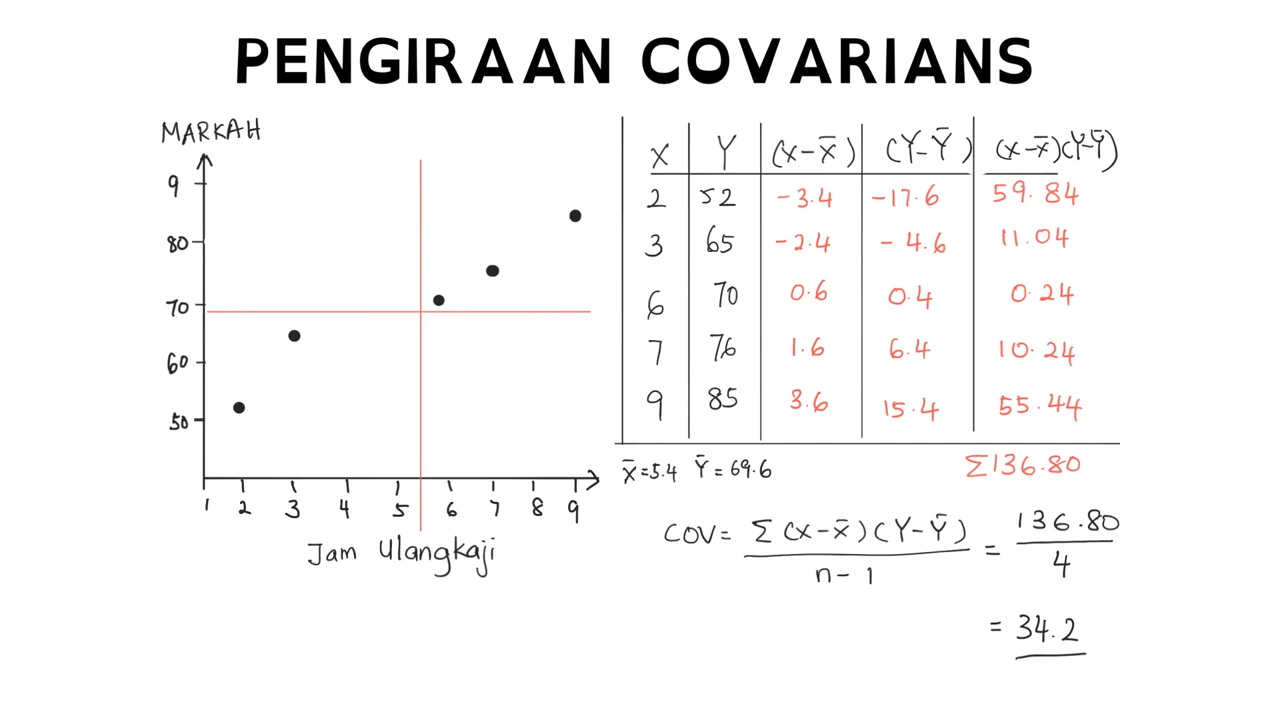 PENGIRAAN COVARIANS
MARKAH
9
80
70
60
50
1 2 3 4 5 6 7 8 9
Jam Ulangkaji
X Y (X-X̄) (Y-Ȳ) (X-X̄)(Y-Ȳ)
2 52 -3.4 -17.6 59.84
3 65 -2.4 -4.6 11.04
6 70 0.6 0.4 0.24
7 76 1.6 6.4 10.24
9 85 3.6 15.4 55.44
X̄=5.4 Ȳ=69.6 Σ136.80
COV= Σ(X-X̄)(Y-Ȳ) = 136.80
n-1 4
= 34.2